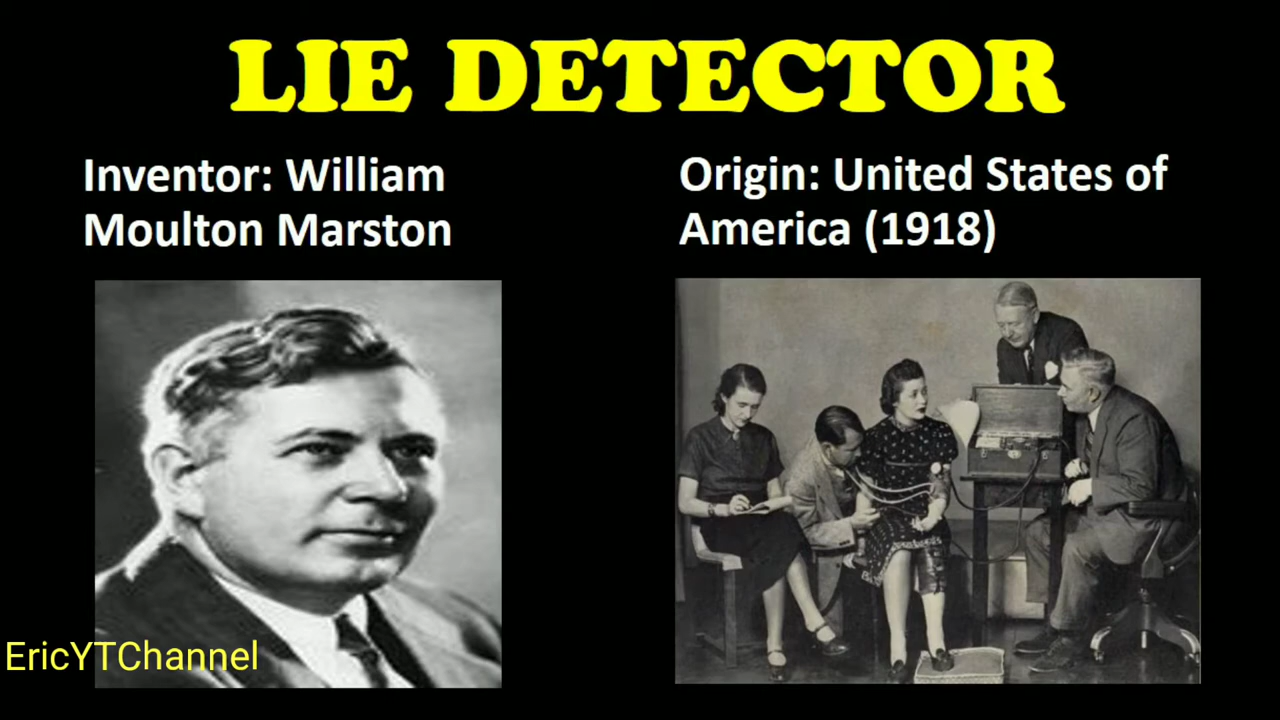 LIE DETECTOR
Inventor: William
Moulton Marston
Origin: United States of
America (1918)
EricYTChannel